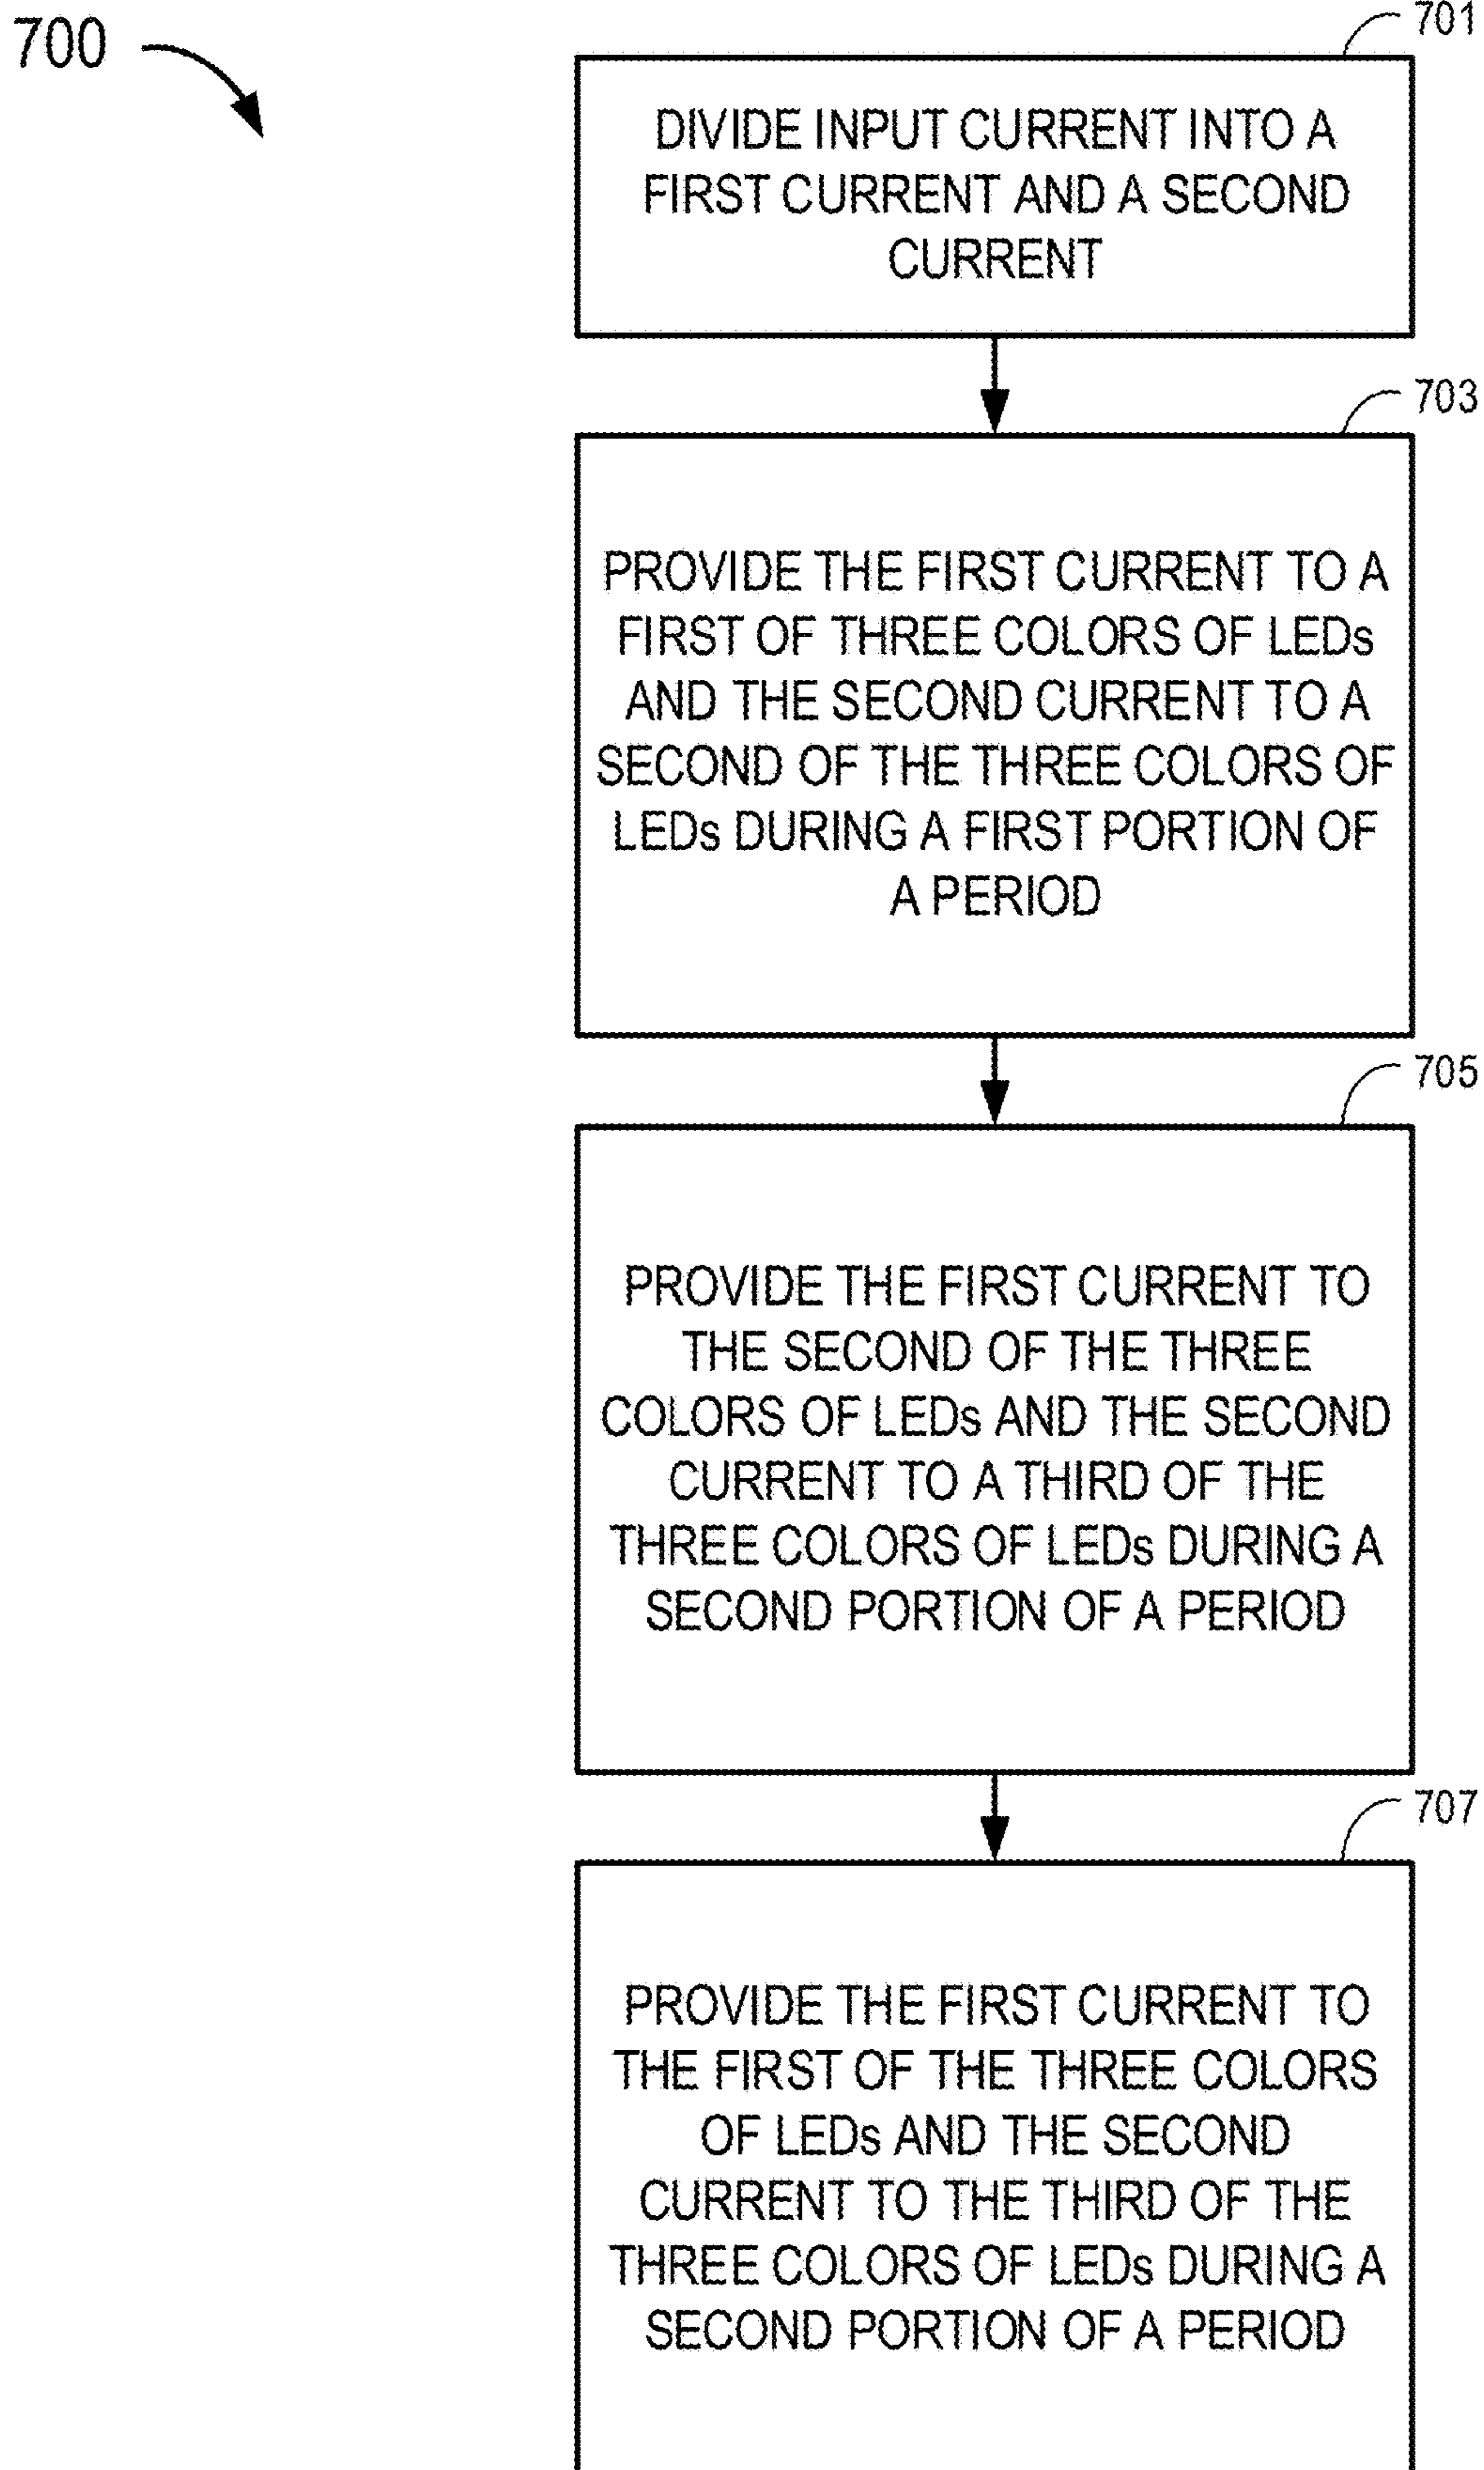 700
701
DIVIDE INPUT CURRENT INTO A
FIRST CURRENT AND A SECOND
CURRENT
703
PROVIDE THE FIRST CURRENT TO A
FIRST OF THREE COLORS OF LEDs
AND THE SECOND CURRENT TO A
SECOND OF THE THREE COLORS OF
LEDs DURING A FIRST PORTION OF
A PERIOD
705
PROVIDE THE FIRST CURRENT TO
THE SECOND OF THE THREE
COLORS OF LEDs AND THE SECOND
CURRENT TO A THIRD OF THE
THREE COLORS OF LEDs DURING A
SECOND PORTION OF A PERIOD
707
PROVIDE THE FIRST CURRENT TO
THE FIRST OF THE THREE COLORS
OF LEDs AND THE SECOND
CURRENT TO THE THIRD OF THE
THREE COLORS OF LEDs DURING A
SECOND PORTION OF A PERIOD